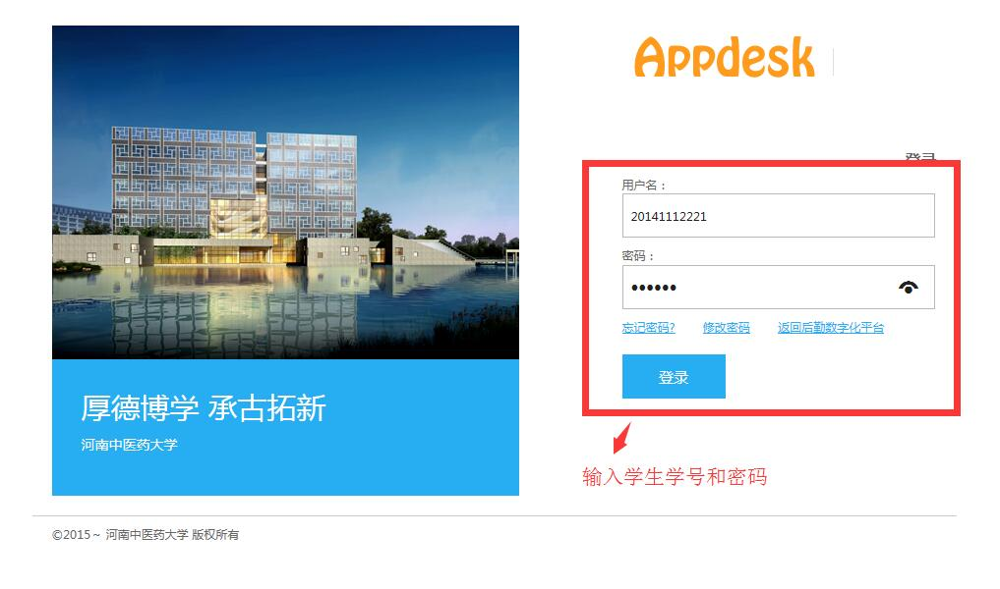 Appdesk
登录
用户名：
20141112221
密码：
••••••
忘记密码? 修改密码 返回后勤数字化平台
登录
输入学生学号和密码
厚德博学 承古拓新
河南中医药大学
©2015～ 河南中医药大学 版权所有